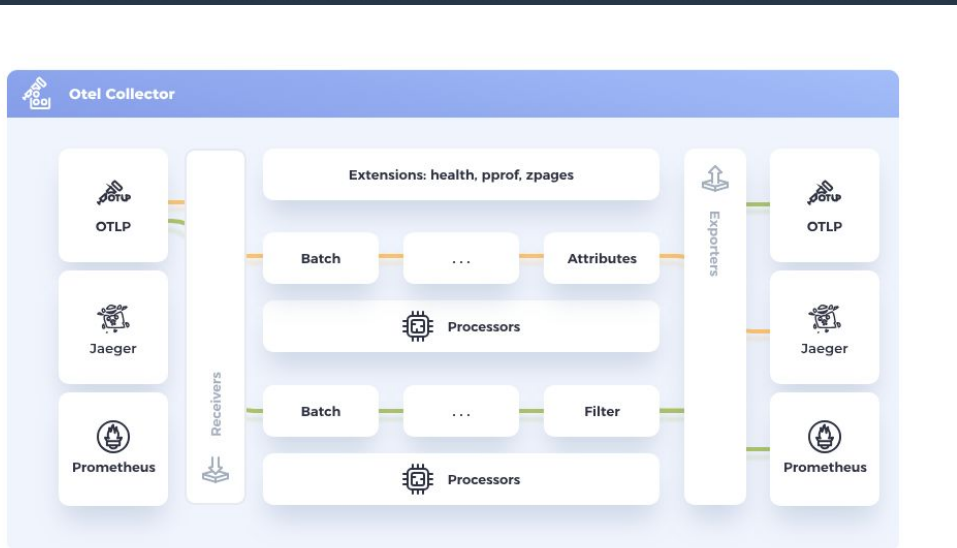 Otel Collector
OTLP
Jaeger
Prometheus
Receivers
Extensions: health, pprof, zpages
Batch
. . .
Attributes
Processors
Batch
. . .
Filter
Processors
Exporters
OTLP
Jaeger
Prometheus